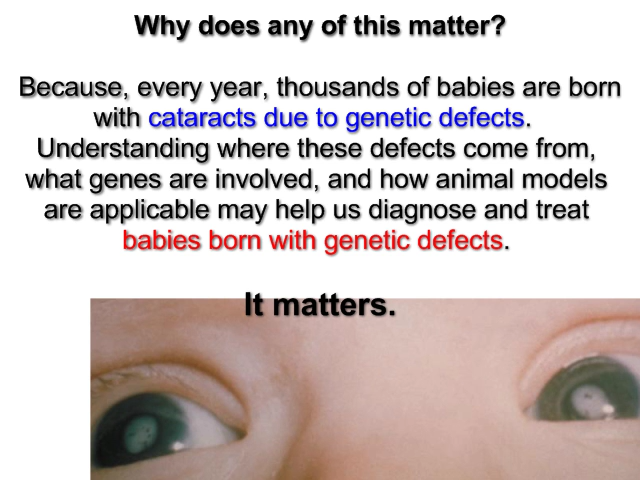 Why does any of this matter?
Because, every year, thousands of babies are born
with cataracts due to genetic defects.
Understanding where these defects come from,
what genes are involved, and how animal models
are applicable may help us diagnose and treat
babies born with genetic defects.
It matters.